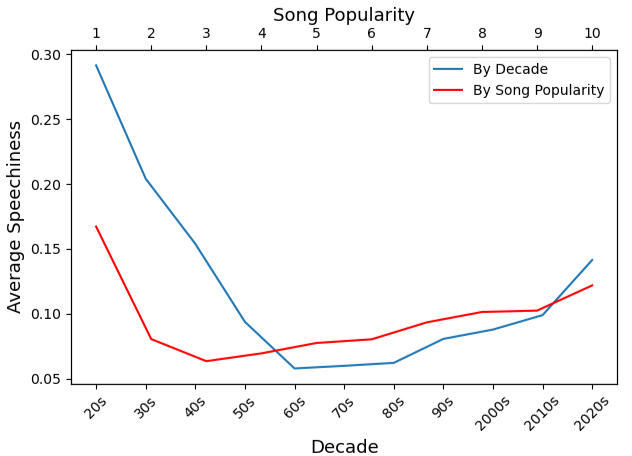 Song Popularity
1 2 3 4 5 6 7 8 9 10
By Decade
By Song Popularity
Average Speechiness
0.30
0.25
0.20
0.15
0.10
0.05
20s 30s 40s 50s 60s 70s 80s 90s 2000s 2010s 2020s
Decade